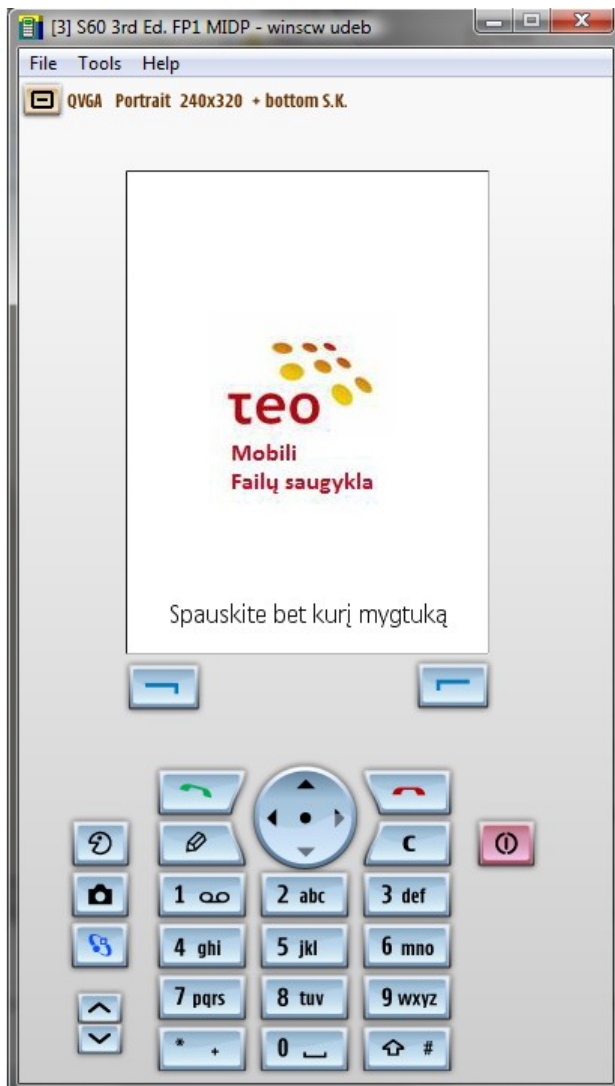 [3] S60 3rd Ed. FP1 MIDP - winscw udeb
File Tools Help
QVGA Portrait 240x320 + bottom S.K.
teo
Mobili
Failų saugykla
Spauskite bet kurį mygtuką
C
1 2 abc 3 def
4 ghi 5 jkl 6 mno
7 pqrs 8 tuv 9 wxyz
* + 0 #